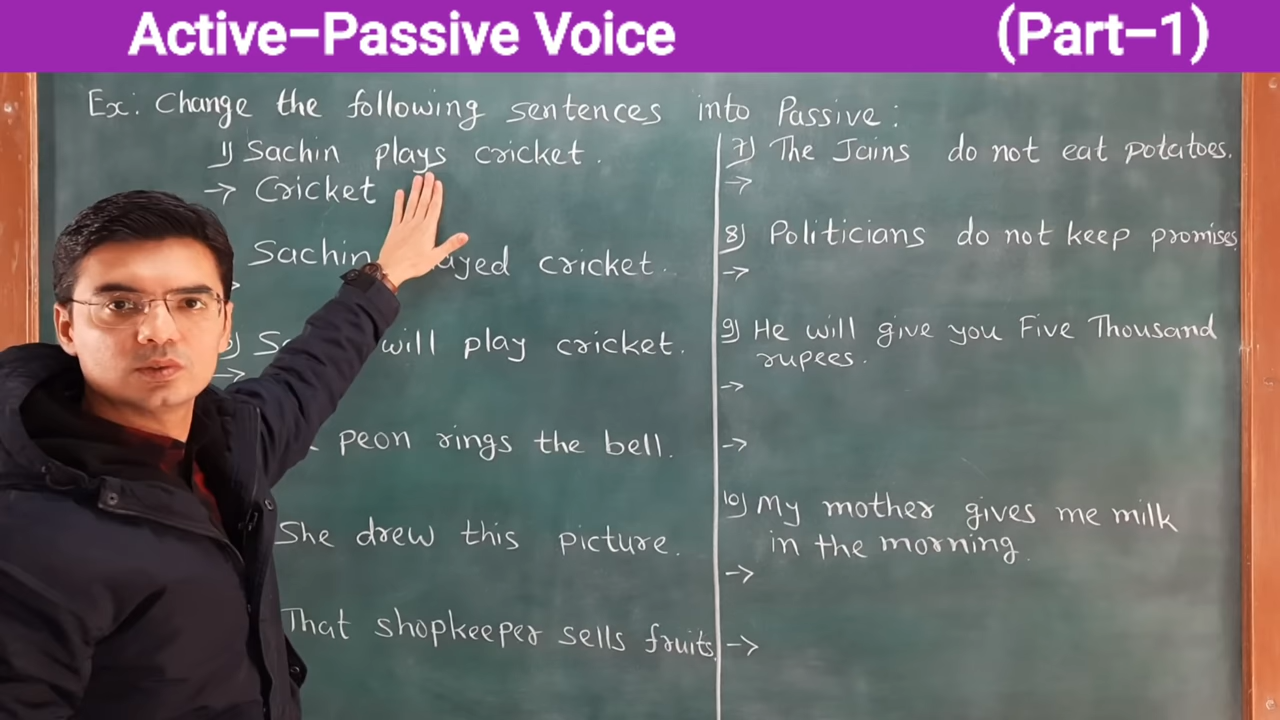 Active–Passive Voice (Part–1)
Ex: Change the following sentences into Passive:
1) Sachin plays cricket.
→ Cricket
Sachin cricket.
will play cricket.
→
peon rings the bell.
She drew this picture.
That shopkeeper sells fruits.
7) The Jains do not eat potatoes.
→
8) Politicians do not keep promises
→
9) He will give you Five Thousand
rupees.
→
→
10) My mother gives me milk
in the morning.
→
→